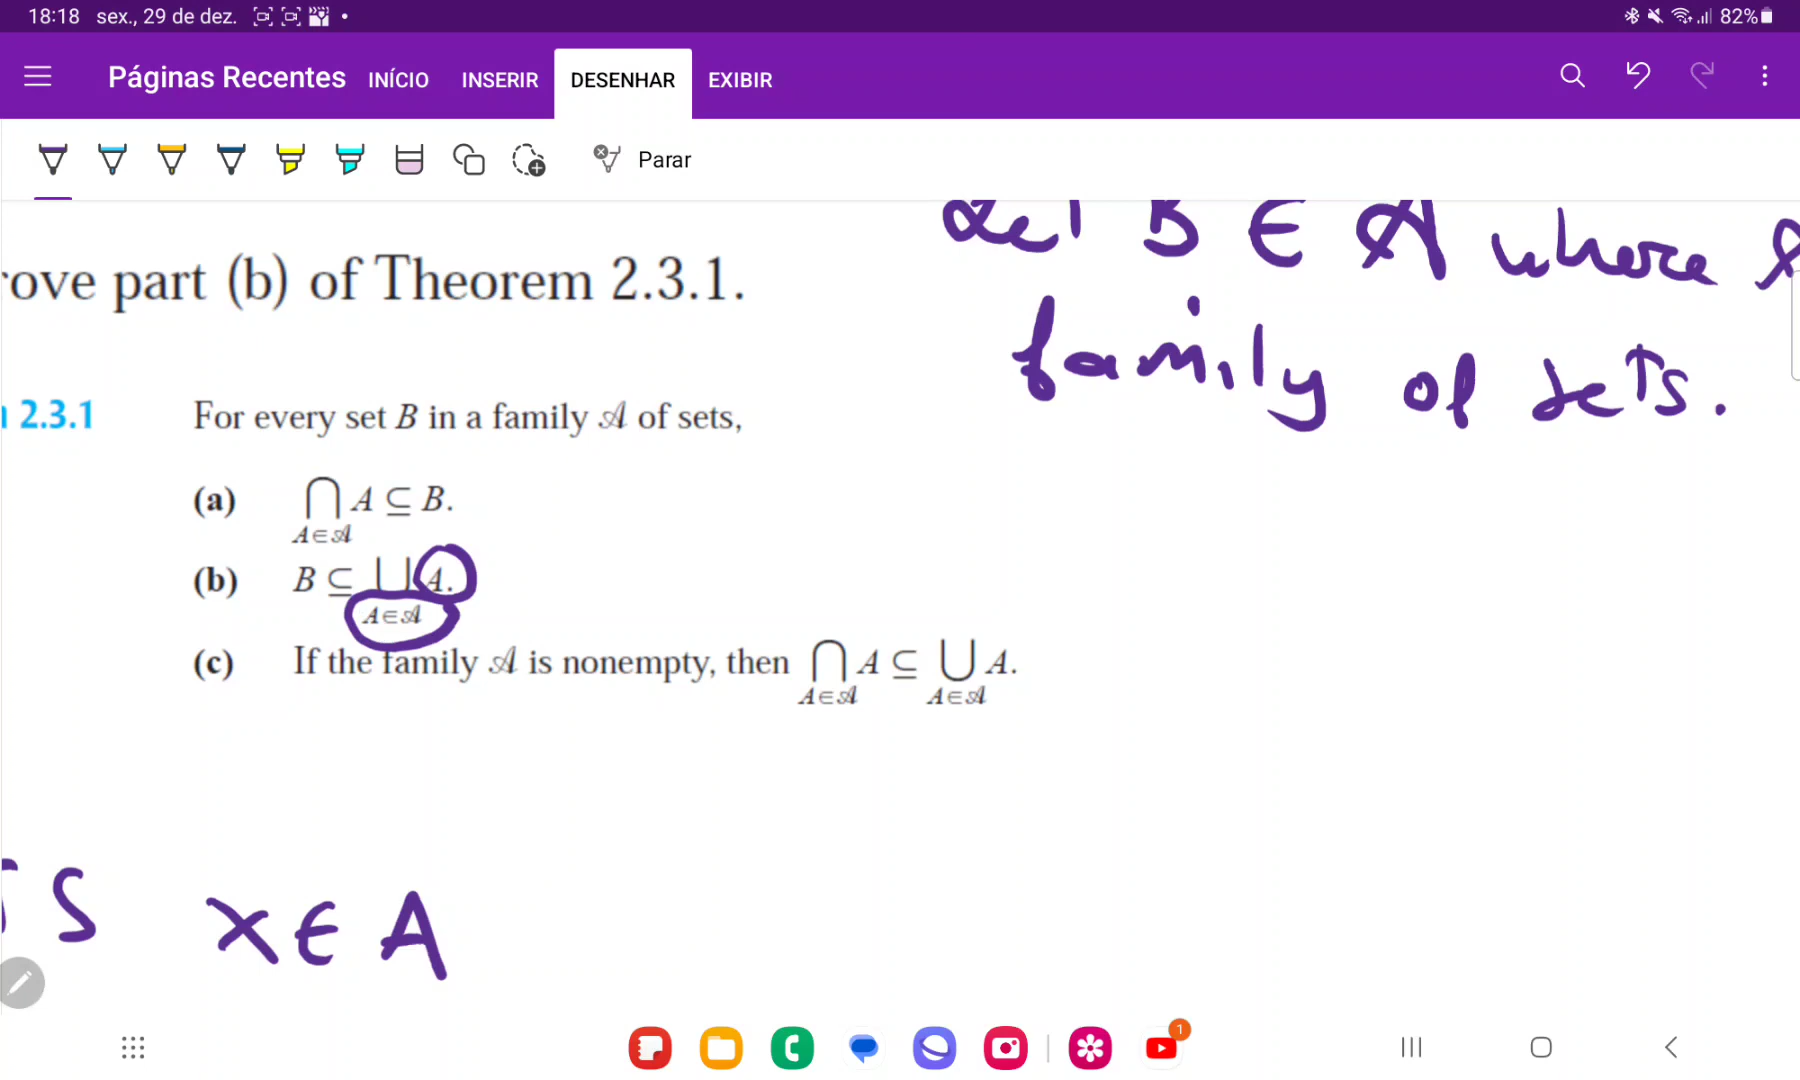 18:18 sex., 29 de dez.
82%
Páginas Recentes INÍCIO INSERIR DESENHAR EXIBIR
Parar
Let B ∈ 𝒜 where
family of sets.
rove part (b) of Theorem 2.3.1.
2.3.1 For every set B in a family 𝒜 of sets,
(a) ⋂ A ⊆ B.
A∈𝒜
(b) B ⊆ ⋃ A.
A∈𝒜
(c) If the family 𝒜 is nonempty, then ⋂ A ⊆ ⋃ A.
A∈𝒜 A∈𝒜
S x ∈ A
1